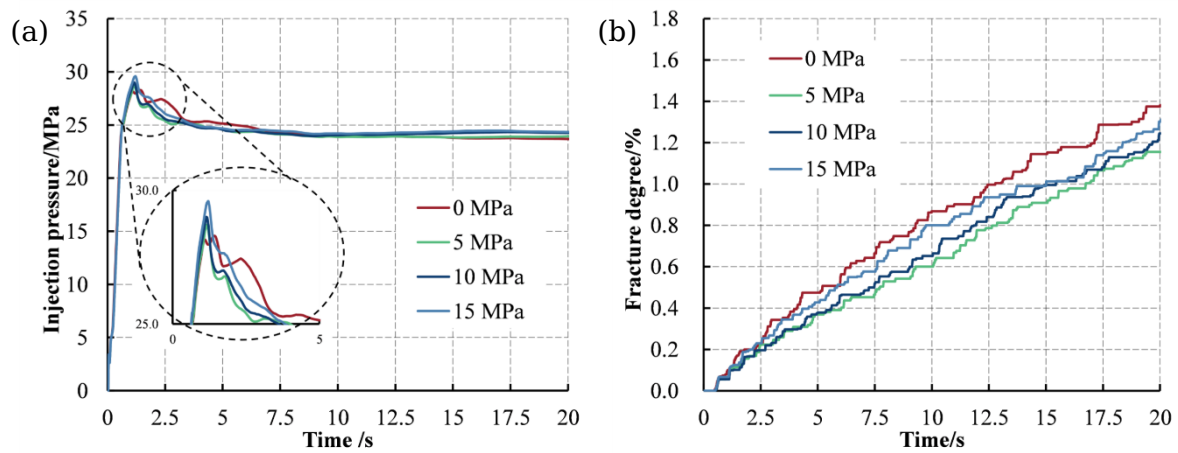 (a)
Injection pressure/MPa
35
30
25
20
15
10
5
0
0
2.5
5
7.5
10
12.5
15
17.5
20
Time /s
30.0
25.0
0
5
0 MPa
5 MPa
10 MPa
15 MPa
(b)
Fracture degree/%
1.8
1.6
1.4
1.2
1.0
0.8
0.6
0.4
0.2
0.0
0
2.5
5
7.5
10
12.5
15
17.5
20
Time/s
0 MPa
5 MPa
10 MPa
15 MPa